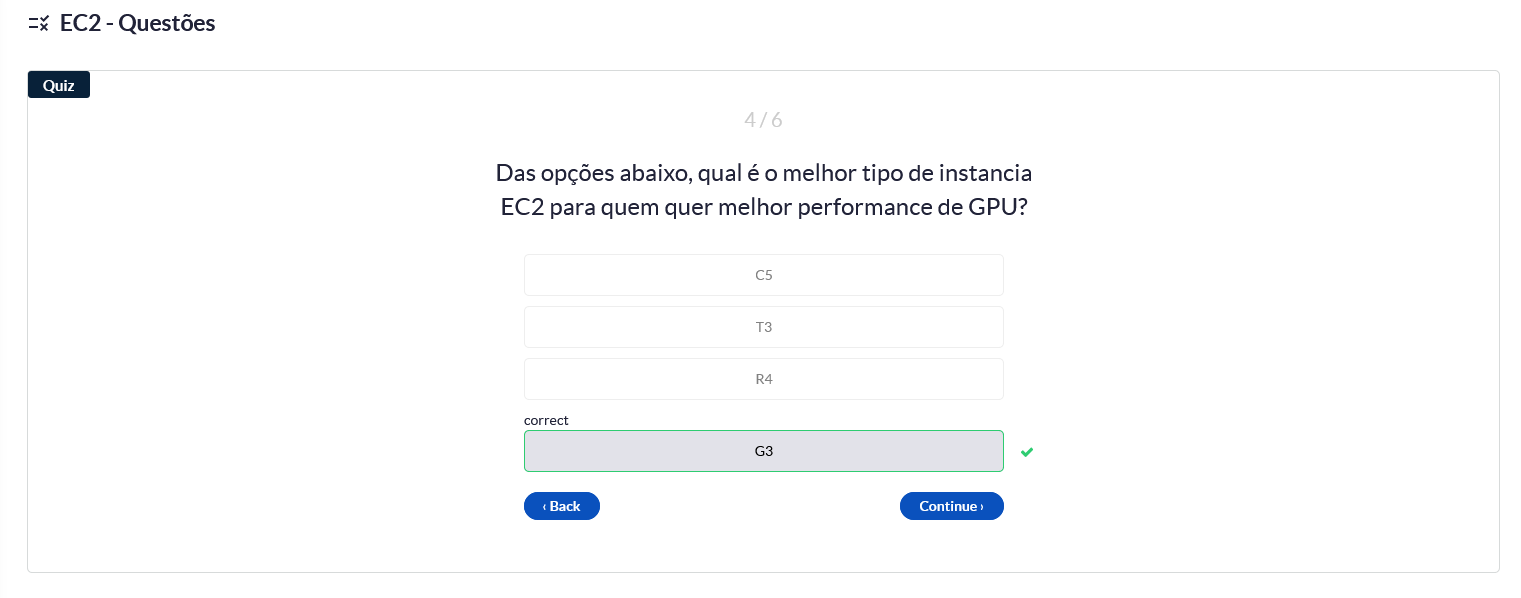 EC2 - Questões
Quiz
4 / 6
Das opções abaixo, qual é o melhor tipo de instancia
EC2 para quem quer melhor performance de GPU?
C5
T3
R4
correct
G3
‹ Back
Continue ›